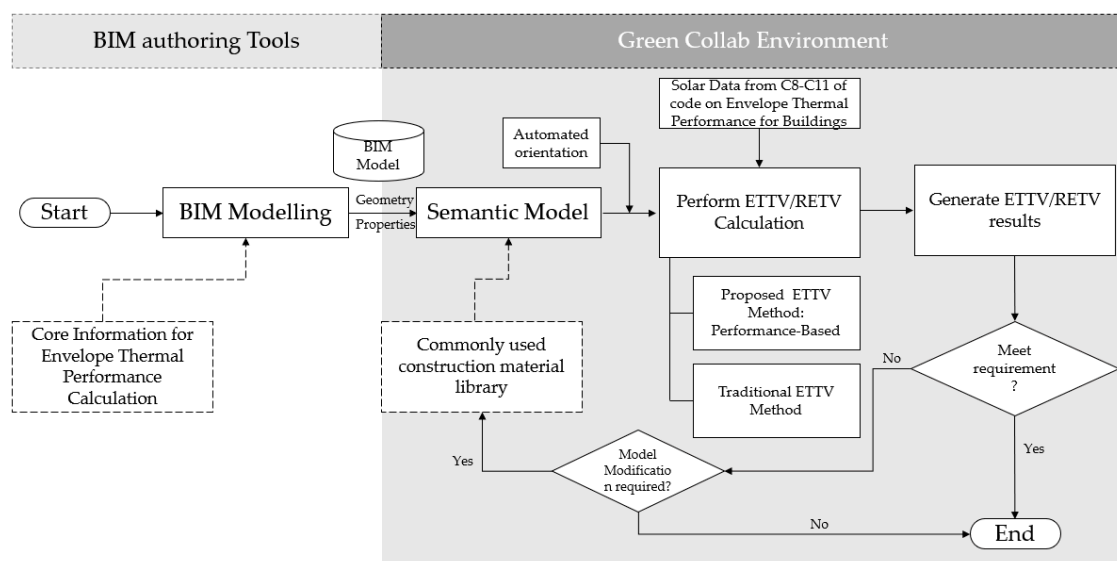 BIM authoring Tools
Green Collab Environment
Solar Data from C8-C11 of
code on Envelope Thermal
Performance for Buildings
BIM
Model
Automated
orientation
Start
BIM Modelling
Geometry
Properties
Semantic Model
Perform ETTV/RETV
Calculation
Generate ETTV/RETV
results
Proposed ETTV
Method:
Performance-Based
Traditional ETTV
Method
Core Information for
Envelope Thermal
Performance
Calculation
Commonly used
construction material
library
No
Meet
requirement
?
Yes
Model
Modificatio
n required?
Yes
No
End